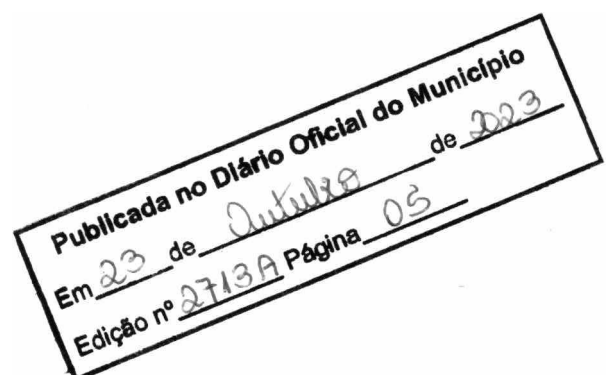 Publicada no Diário Oficial do Município
Em 23 de Outubro de 2023
Edição nº 2713A Página 05